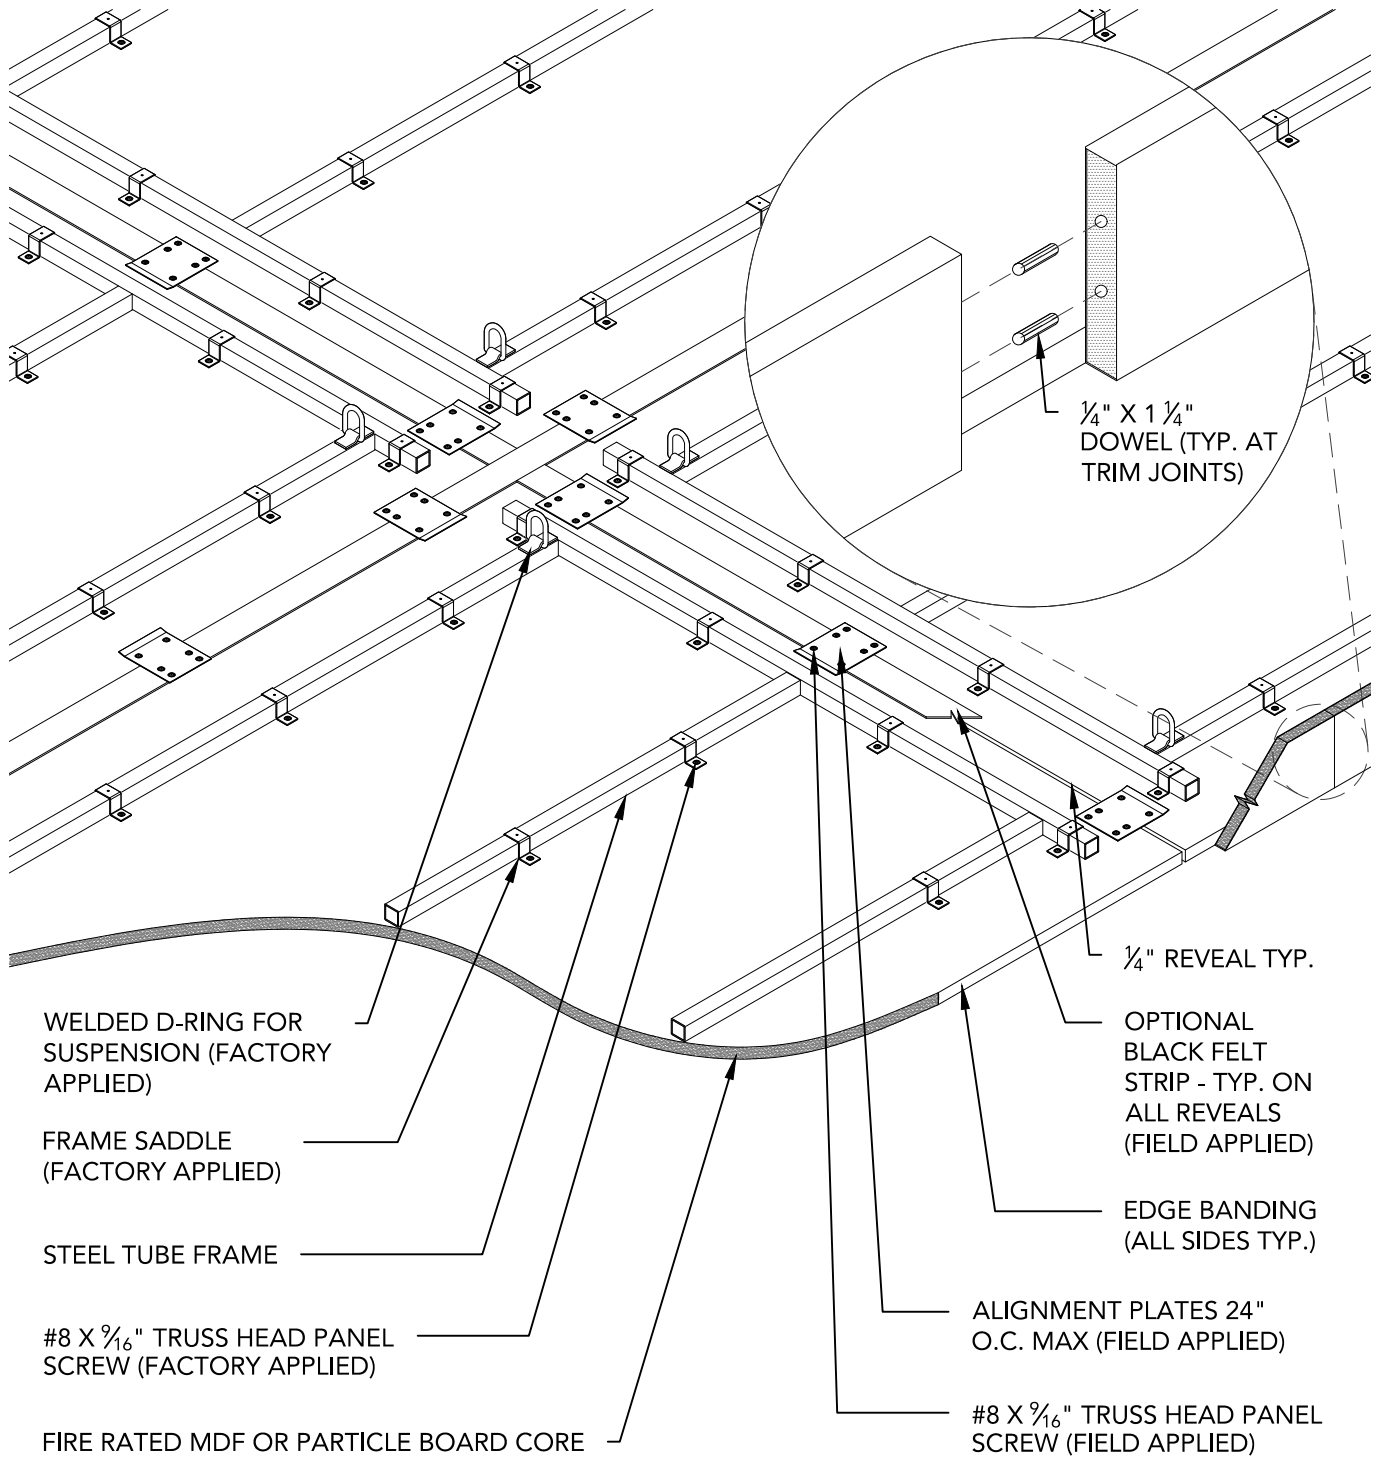 ¼" X 1 ¼"
DOWEL (TYP. AT
TRIM JOINTS)
WELDED D-RING FOR
SUSPENSION (FACTORY
APPLIED)
FRAME SADDLE
(FACTORY APPLIED)
STEEL TUBE FRAME
#8 X 9⁄16" TRUSS HEAD PANEL
SCREW (FACTORY APPLIED)
FIRE RATED MDF OR PARTICLE BOARD CORE
¼" REVEAL TYP.
OPTIONAL
BLACK FELT
STRIP - TYP. ON
ALL REVEALS
(FIELD APPLIED)
EDGE BANDING
(ALL SIDES TYP.)
ALIGNMENT PLATES 24"
O.C. MAX (FIELD APPLIED)
#8 X 9⁄16" TRUSS HEAD PANEL
SCREW (FIELD APPLIED)